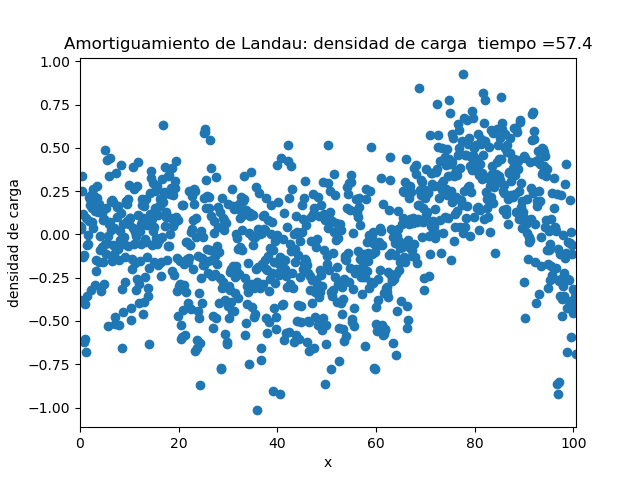 Amortiguamiento de Landau: densidad de carga  tiempo =57.4
1.00
0.75
0.50
0.25
0.00
−0.25
−0.50
−0.75
−1.00
densidad de carga
0 20 40 60 80 100
x